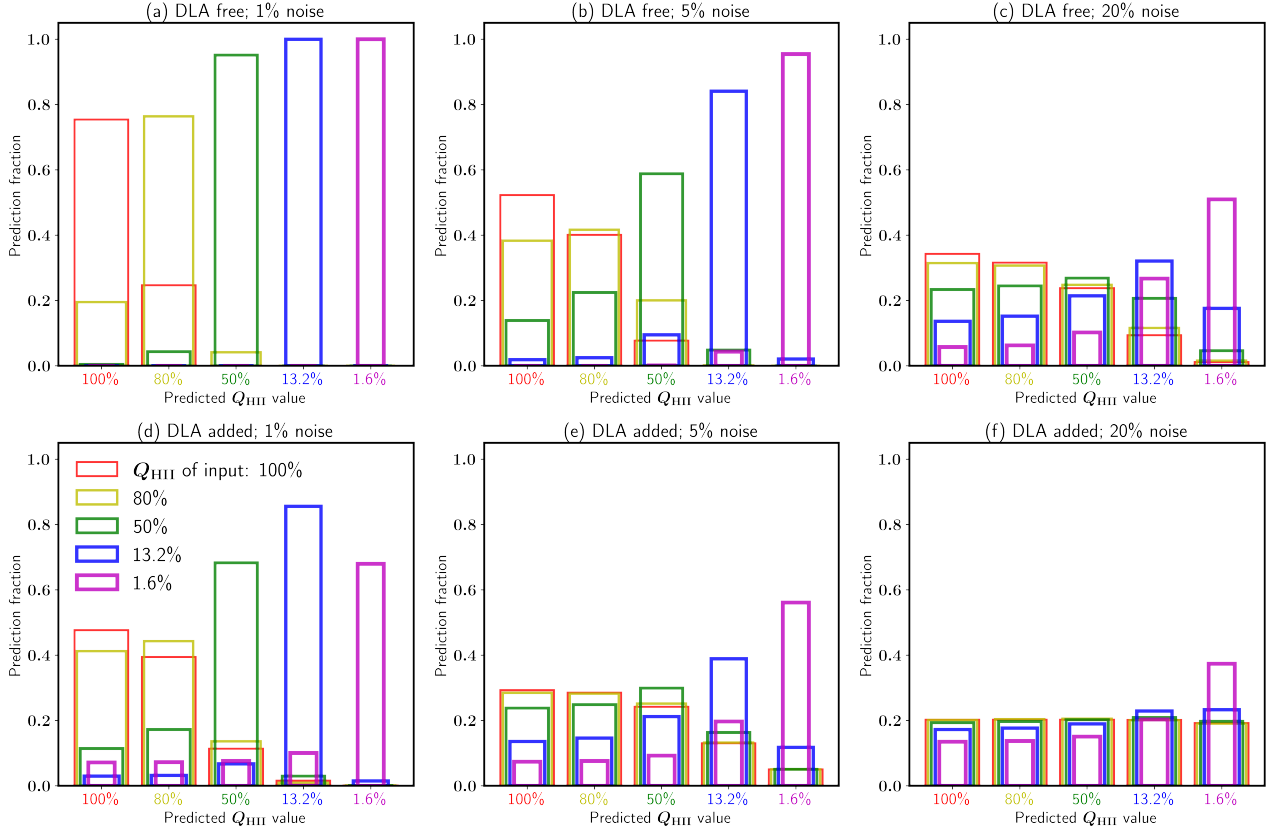 (a) DLA free; 1% noise
1.0
0.8
0.6
0.4
0.2
0.0
Prediction fraction
100% 80% 50% 13.2% 1.6%
Predicted Q_HII value
(b) DLA free; 5% noise
1.0
0.8
0.6
0.4
0.2
0.0
Prediction fraction
100% 80% 50% 13.2% 1.6%
Predicted Q_HII value
(c) DLA free; 20% noise
1.0
0.8
0.6
0.4
0.2
0.0
Prediction fraction
100% 80% 50% 13.2% 1.6%
Predicted Q_HII value
(d) DLA added; 1% noise
1.0
0.8
0.6
0.4
0.2
0.0
Prediction fraction
Q_HII of input: 100%
80%
50%
13.2%
1.6%
100% 80% 50% 13.2% 1.6%
Predicted Q_HII value
(e) DLA added; 5% noise
1.0
0.8
0.6
0.4
0.2
0.0
Prediction fraction
100% 80% 50% 13.2% 1.6%
Predicted Q_HII value
(f) DLA added; 20% noise
1.0
0.8
0.6
0.4
0.2
0.0
Prediction fraction
100% 80% 50% 13.2% 1.6%
Predicted Q_HII value